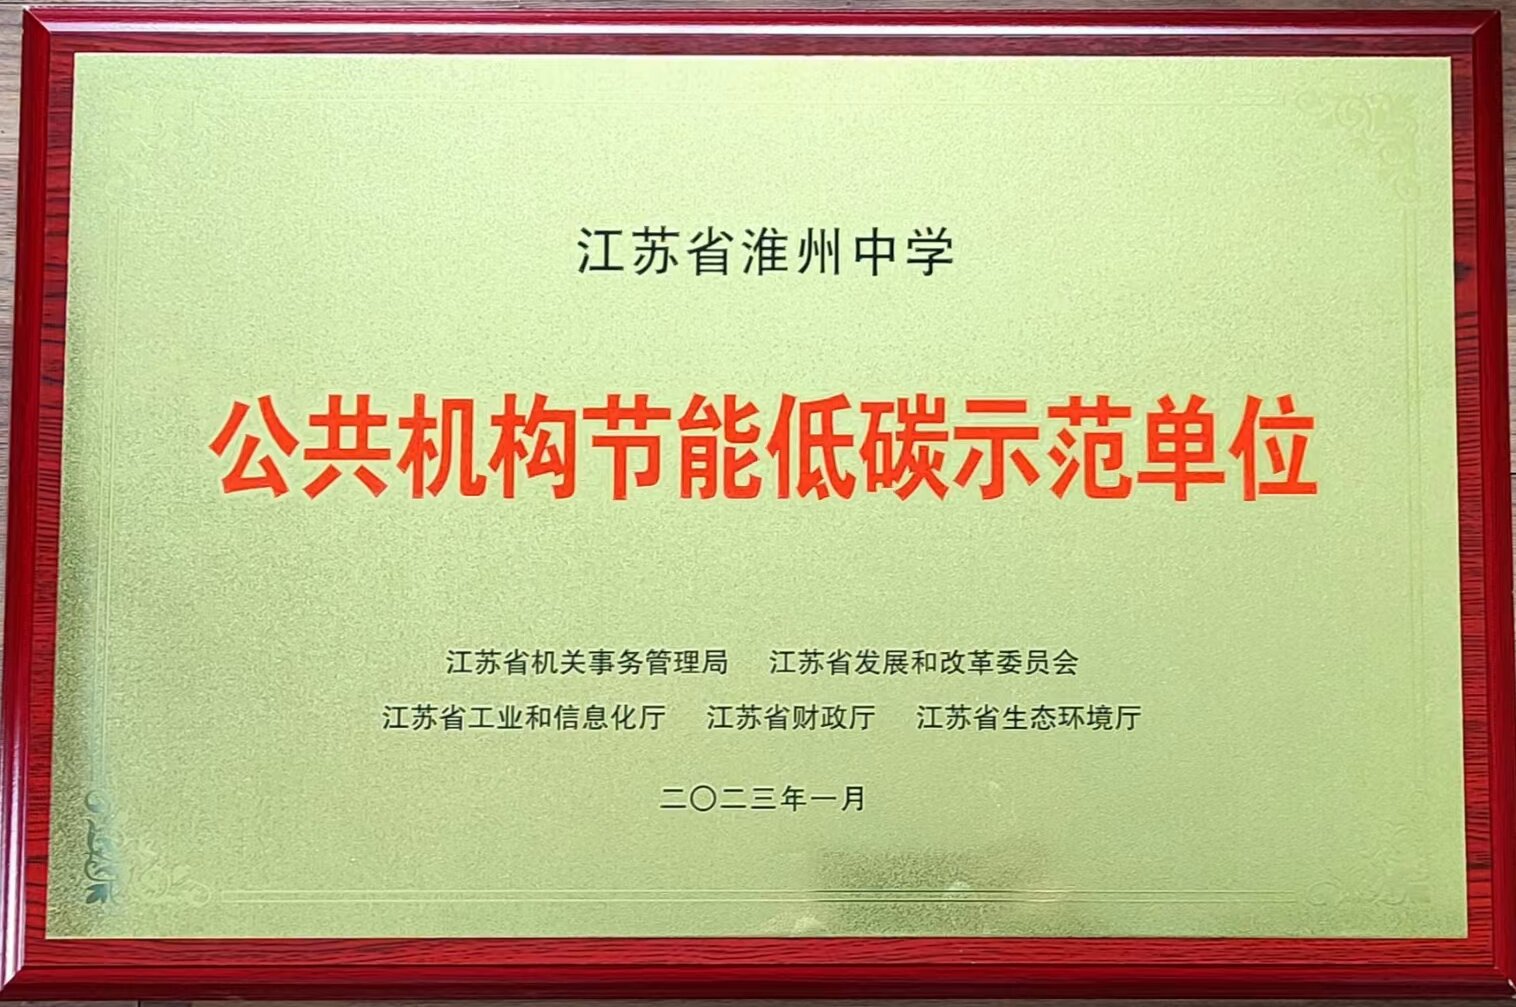 江苏省淮州中学
公共机构节能低碳示范单位
江苏省机关事务管理局 江苏省发展和改革委员会
江苏省工业和信息化厅 江苏省财政厅 江苏省生态环境厅
二〇二三年一月